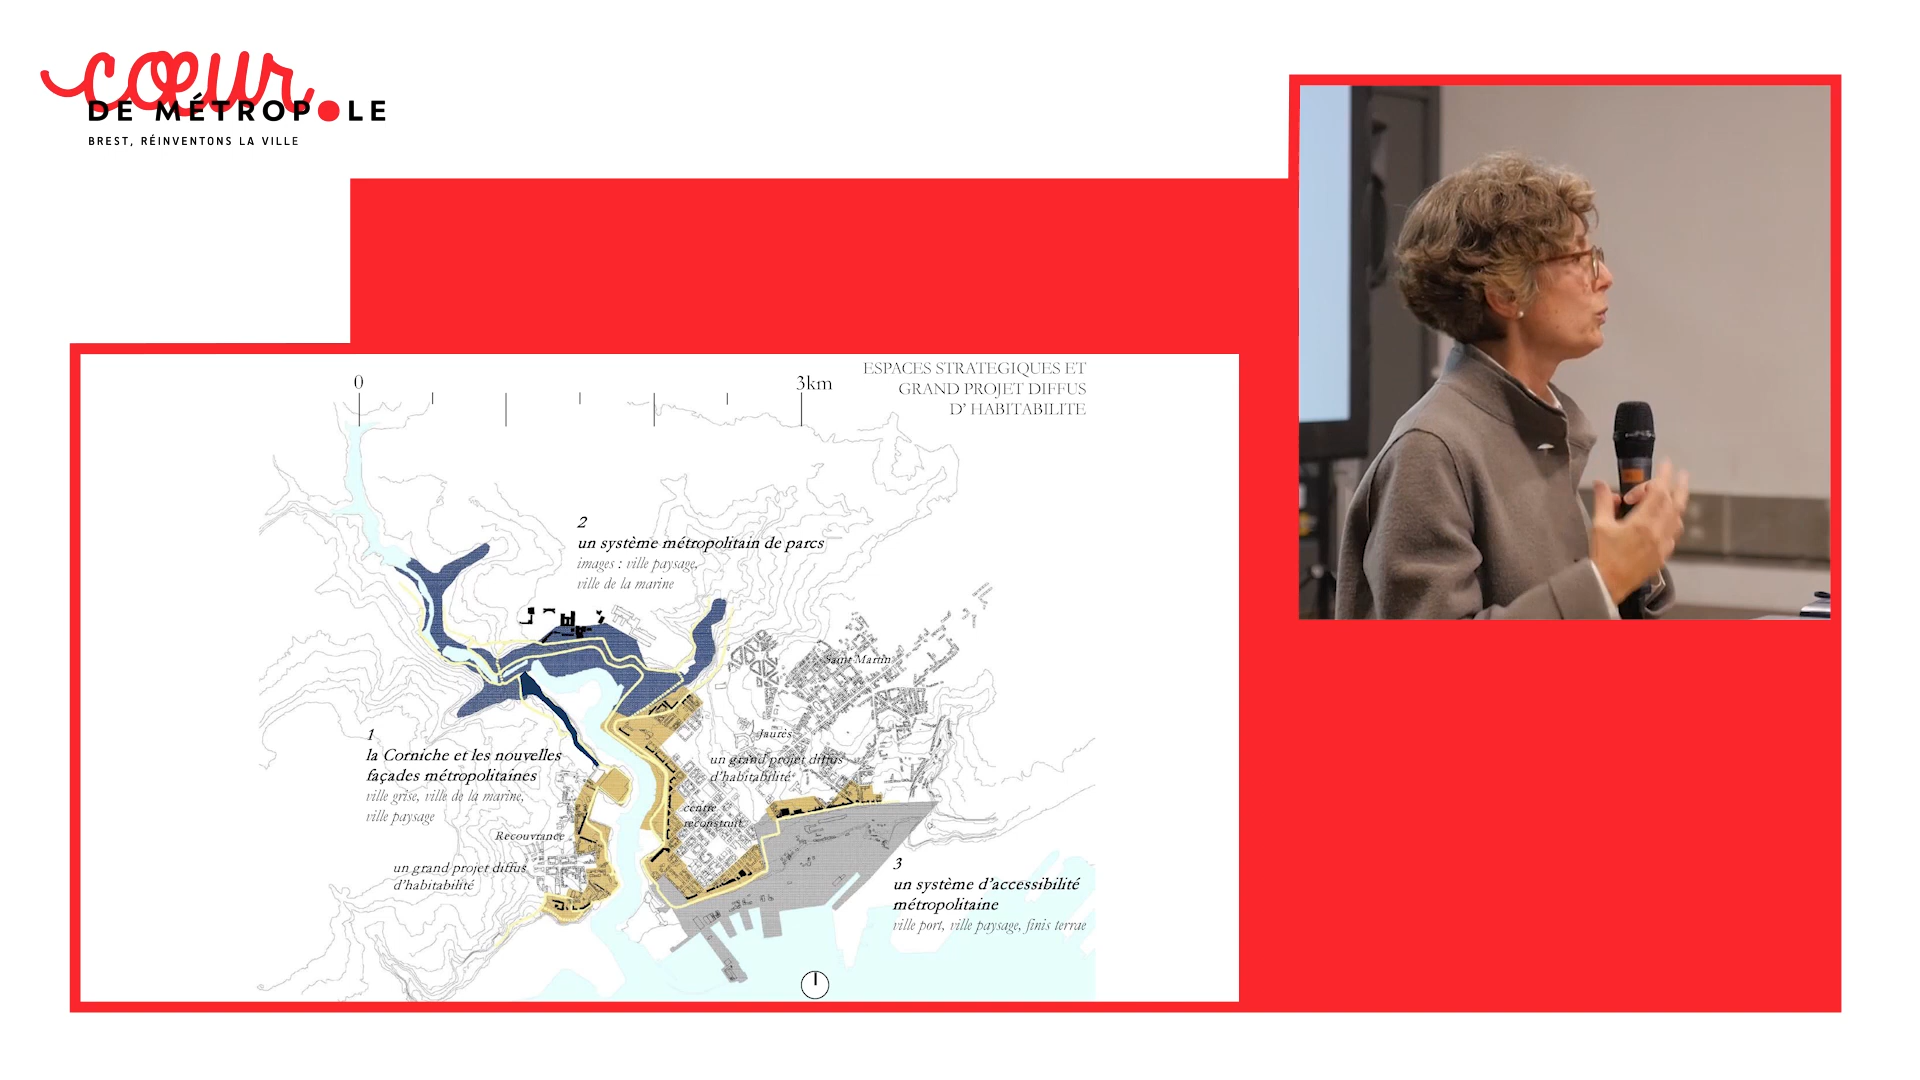 cœur
DE MÉTROPOLE
BREST, RÉINVENTONS LA VILLE
0
3km
ESPACES STRATEGIQUES ET
GRAND PROJET DIFFUS
D' HABITABILITE
2
un système métropolitain de parcs
images : ville paysage,
ville de la marine
Saint Martin
1
la Corniche et les nouvelles
façades métropolitaines
ville grise, ville de la marine,
ville paysage
Jaurès
un grand projet diffus
d'habitabilité
centre
reconstruit
Recouvrance
un grand projet diffus
d'habitabilité
3
un système d'accessibilité
métropolitaine
ville port, ville paysage, finis terrae